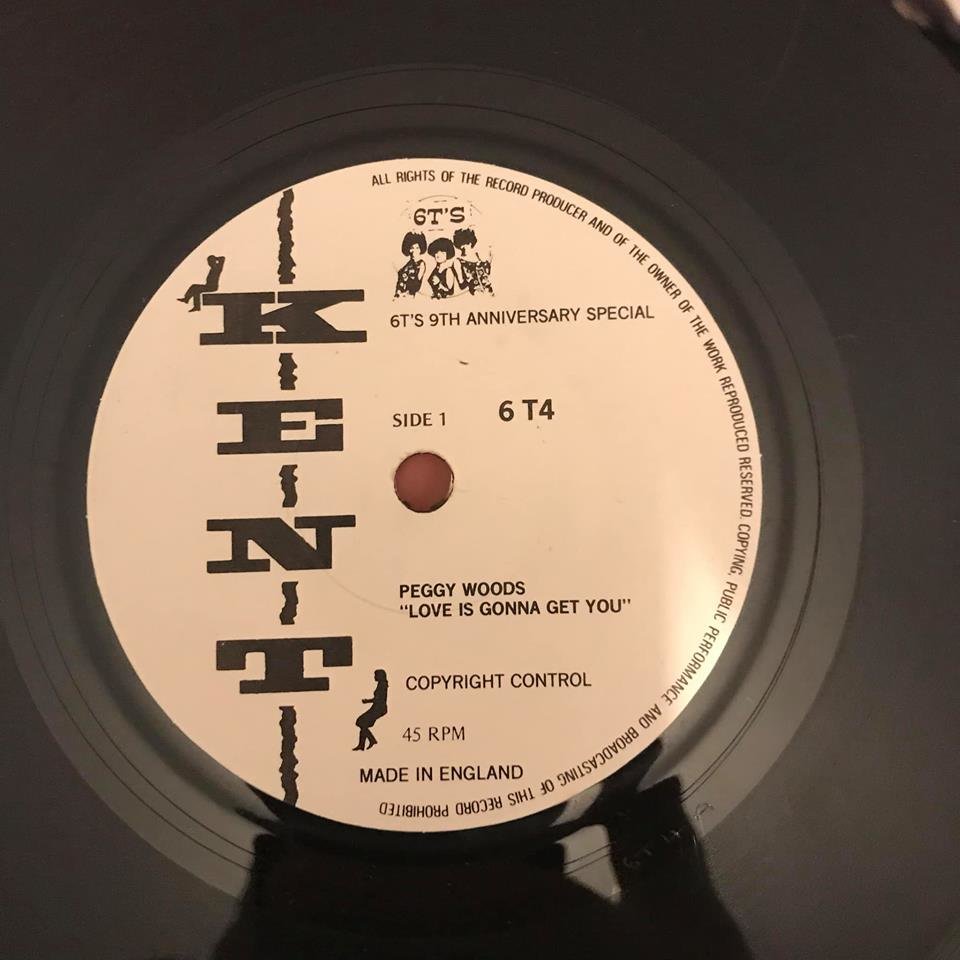 ALL RIGHTS OF THE RECORD PRODUCER AND OF THE OWNER OF THE WORK REPRODUCED RESERVED. COPYING, PUBLIC PERFORMANCE AND BROADCASTING OF THIS RECORD PROHIBITED
KENT
6T'S
6T'S 9TH ANNIVERSARY SPECIAL
SIDE 1 6 T4
PEGGY WOODS
"LOVE IS GONNA GET YOU"
COPYRIGHT CONTROL
45 RPM
MADE IN ENGLAND